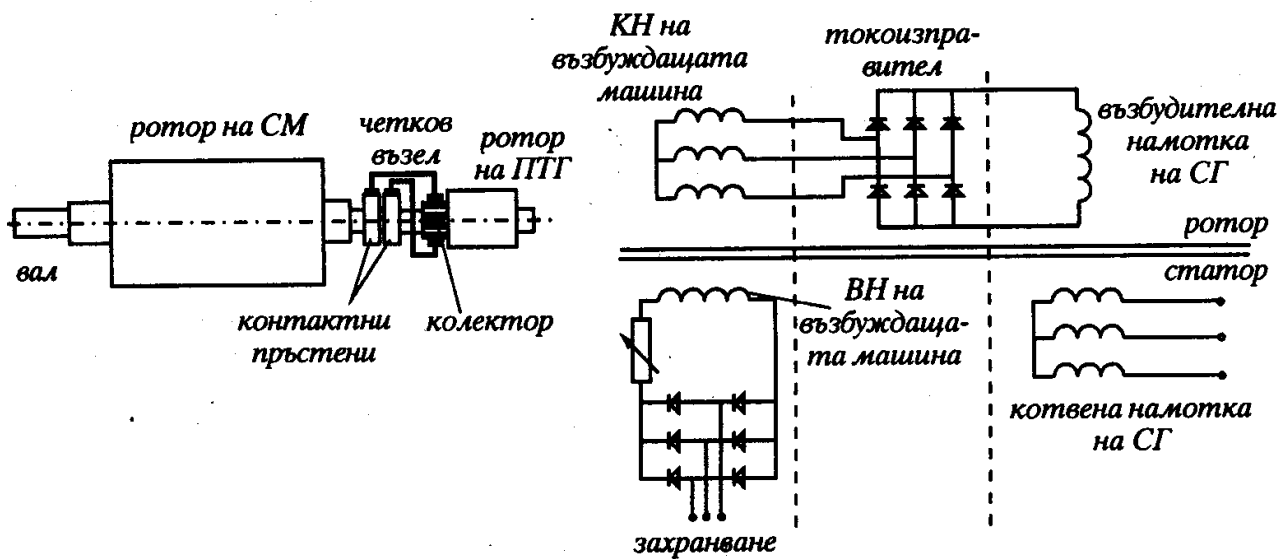 ротор на СМ
четков
възел
ротор
на ПТГ
вал
контактни
пръстени
колектор
КН на
възбуждащата
машина
токоизпра-
вител
възбудителна
намотка
на СГ
ротор
статор
ВН на
възбуждаща-
та машина
захранване
котвена намотка
на СГ